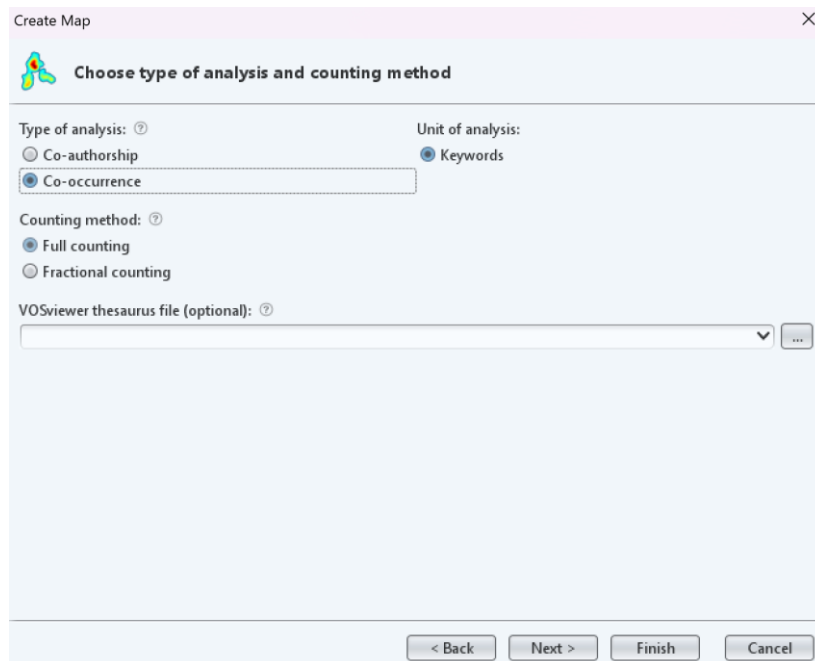 Create Map
Choose type of analysis and counting method
Type of analysis: ?
Unit of analysis:
Co-authorship
Keywords
Co-occurrence
Counting method: ?
Full counting
Fractional counting
VOSviewer thesaurus file (optional): ?
...
< Back
Next >
Finish
Cancel